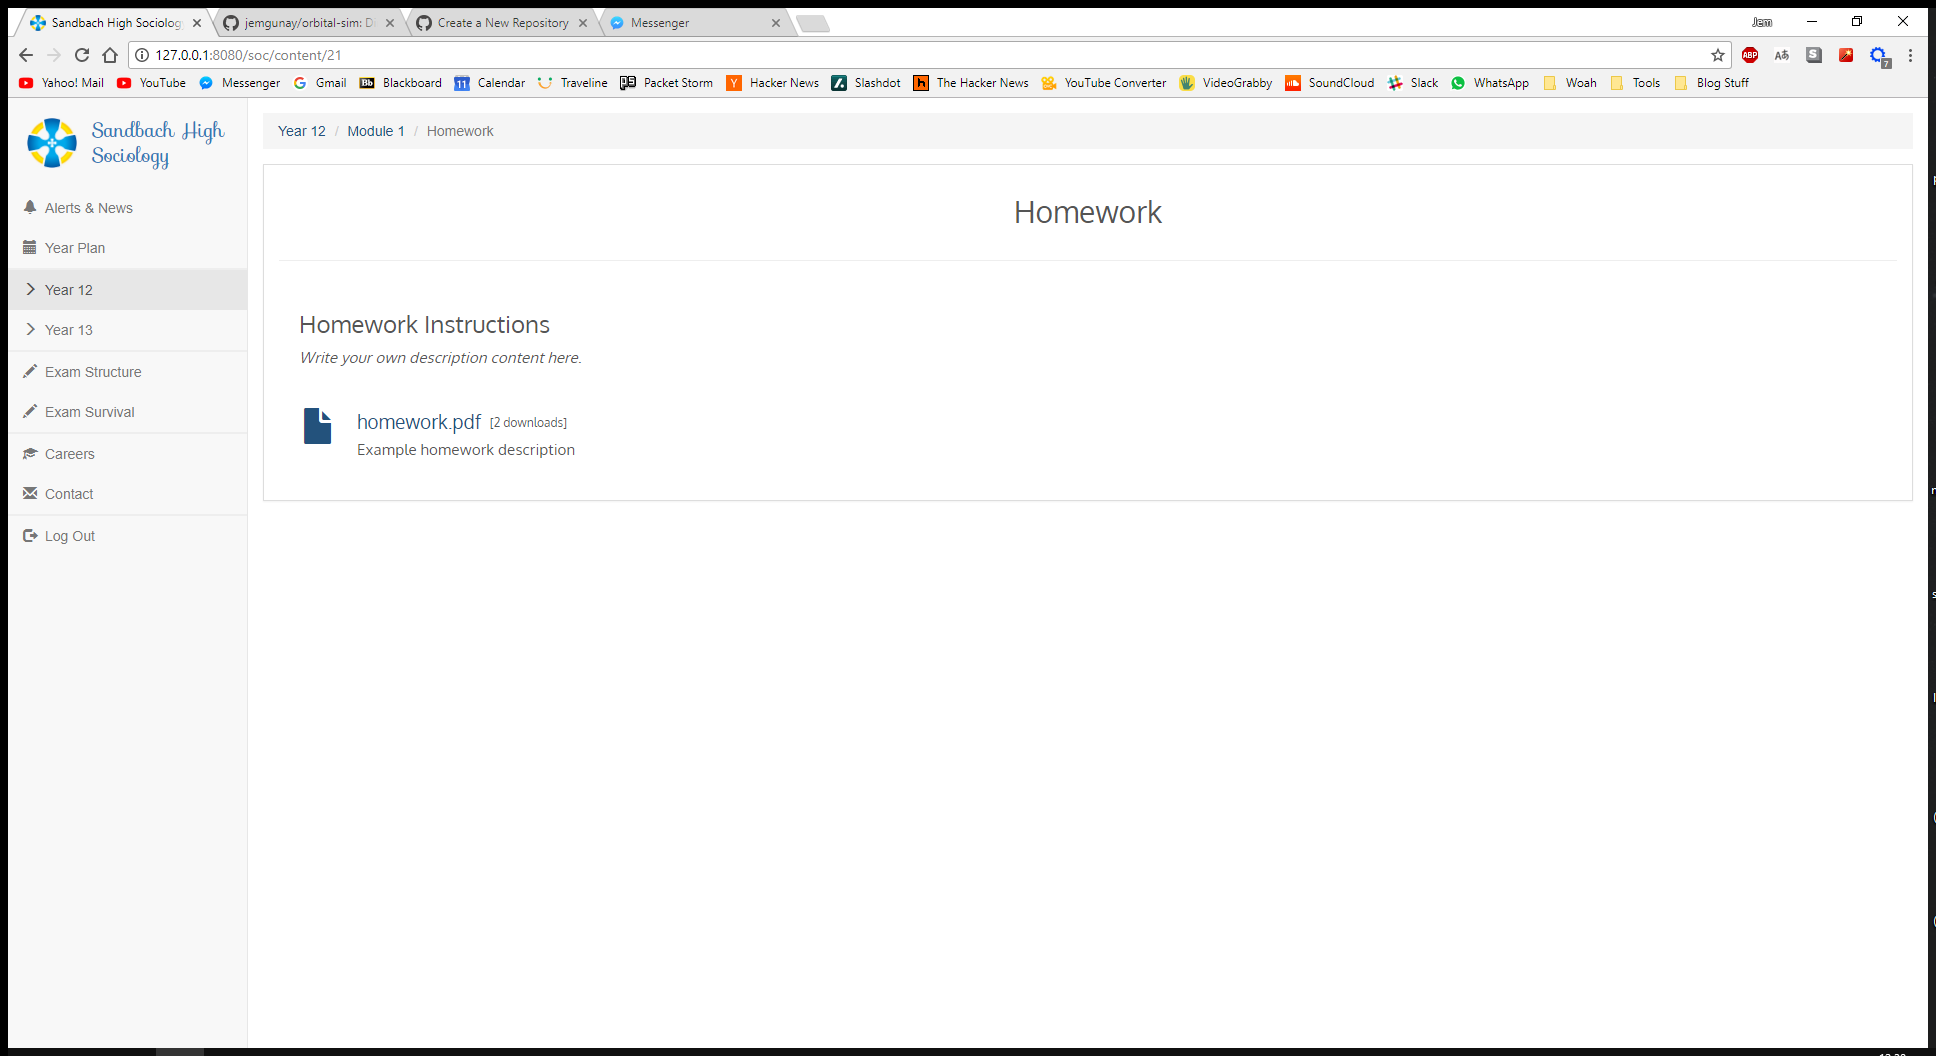 Sandbach High Sociolog
jemgunay/orbital-sim: D
Create a New Repository
Messenger
Jem
127.0.0.1:8080/soc/content/21
ABP
S
7
Yahoo! Mail
YouTube
Messenger
Gmail
Bb Blackboard
11 Calendar
Traveline
Packet Storm
Y Hacker News
Slashdot
h The Hacker News
YouTube Converter
VideoGrabby
SoundCloud
Slack
WhatsApp
Woah
Tools
Blog Stuff
Sandbach High
Sociology
Alerts & News
Year Plan
Year 12
Year 13
Exam Structure
Exam Survival
Careers
Contact
Log Out
Year 12 / Module 1 / Homework
Homework
Homework Instructions
Write your own description content here.
homework.pdf [2 downloads]
Example homework description